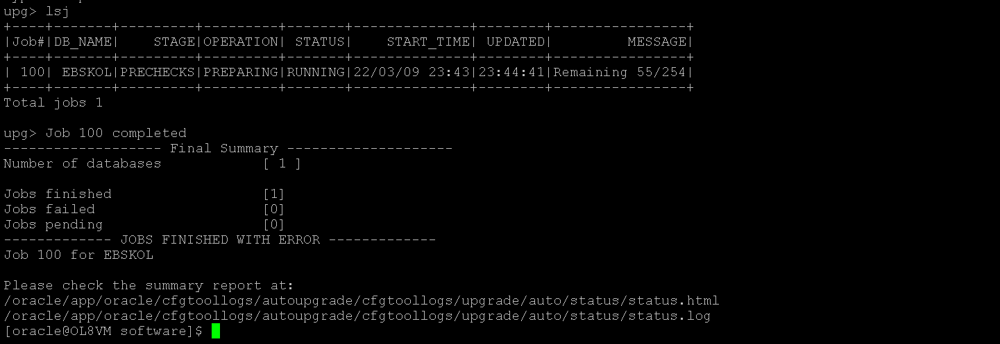 upg> lsj
+----+-------+---------+---------+-------+--------------+--------+----------------+
|Job#|DB_NAME|    STAGE|OPERATION| STATUS|    START_TIME| UPDATED|         MESSAGE|
+----+-------+---------+---------+-------+--------------+--------+----------------+
| 100| EBSKOL|PRECHECKS|PREPARING|RUNNING|22/03/09 23:43|23:44:41|Remaining 55/254|
+----+-------+---------+---------+-------+--------------+--------+----------------+
Total jobs 1
upg> Job 100 completed
------------------- Final Summary --------------------
Number of databases            [ 1 ]
Jobs finished                  [1]
Jobs failed                    [0]
Jobs pending                   [0]
------------- JOBS FINISHED WITH ERROR -------------
Job 100 for EBSKOL
Please check the summary report at:
/oracle/app/oracle/cfgtoollogs/autoupgrade/cfgtoollogs/upgrade/auto/status/status.html
/oracle/app/oracle/cfgtoollogs/autoupgrade/cfgtoollogs/upgrade/auto/status/status.log
[oracle@OL8VM software]$